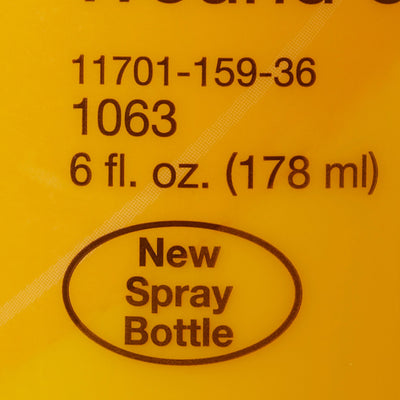 11701-159-36
1063
6 fl. oz. (178 ml)
New
Spray
Bottle